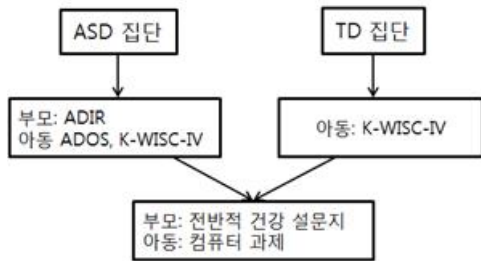 ASD 집단
TD 집단
부모: ADIR
아동 ADOS, K-WISC-IV
아동: K-WISC-IV
부모: 전반적 건강 설문지
아동: 컴퓨터 과제